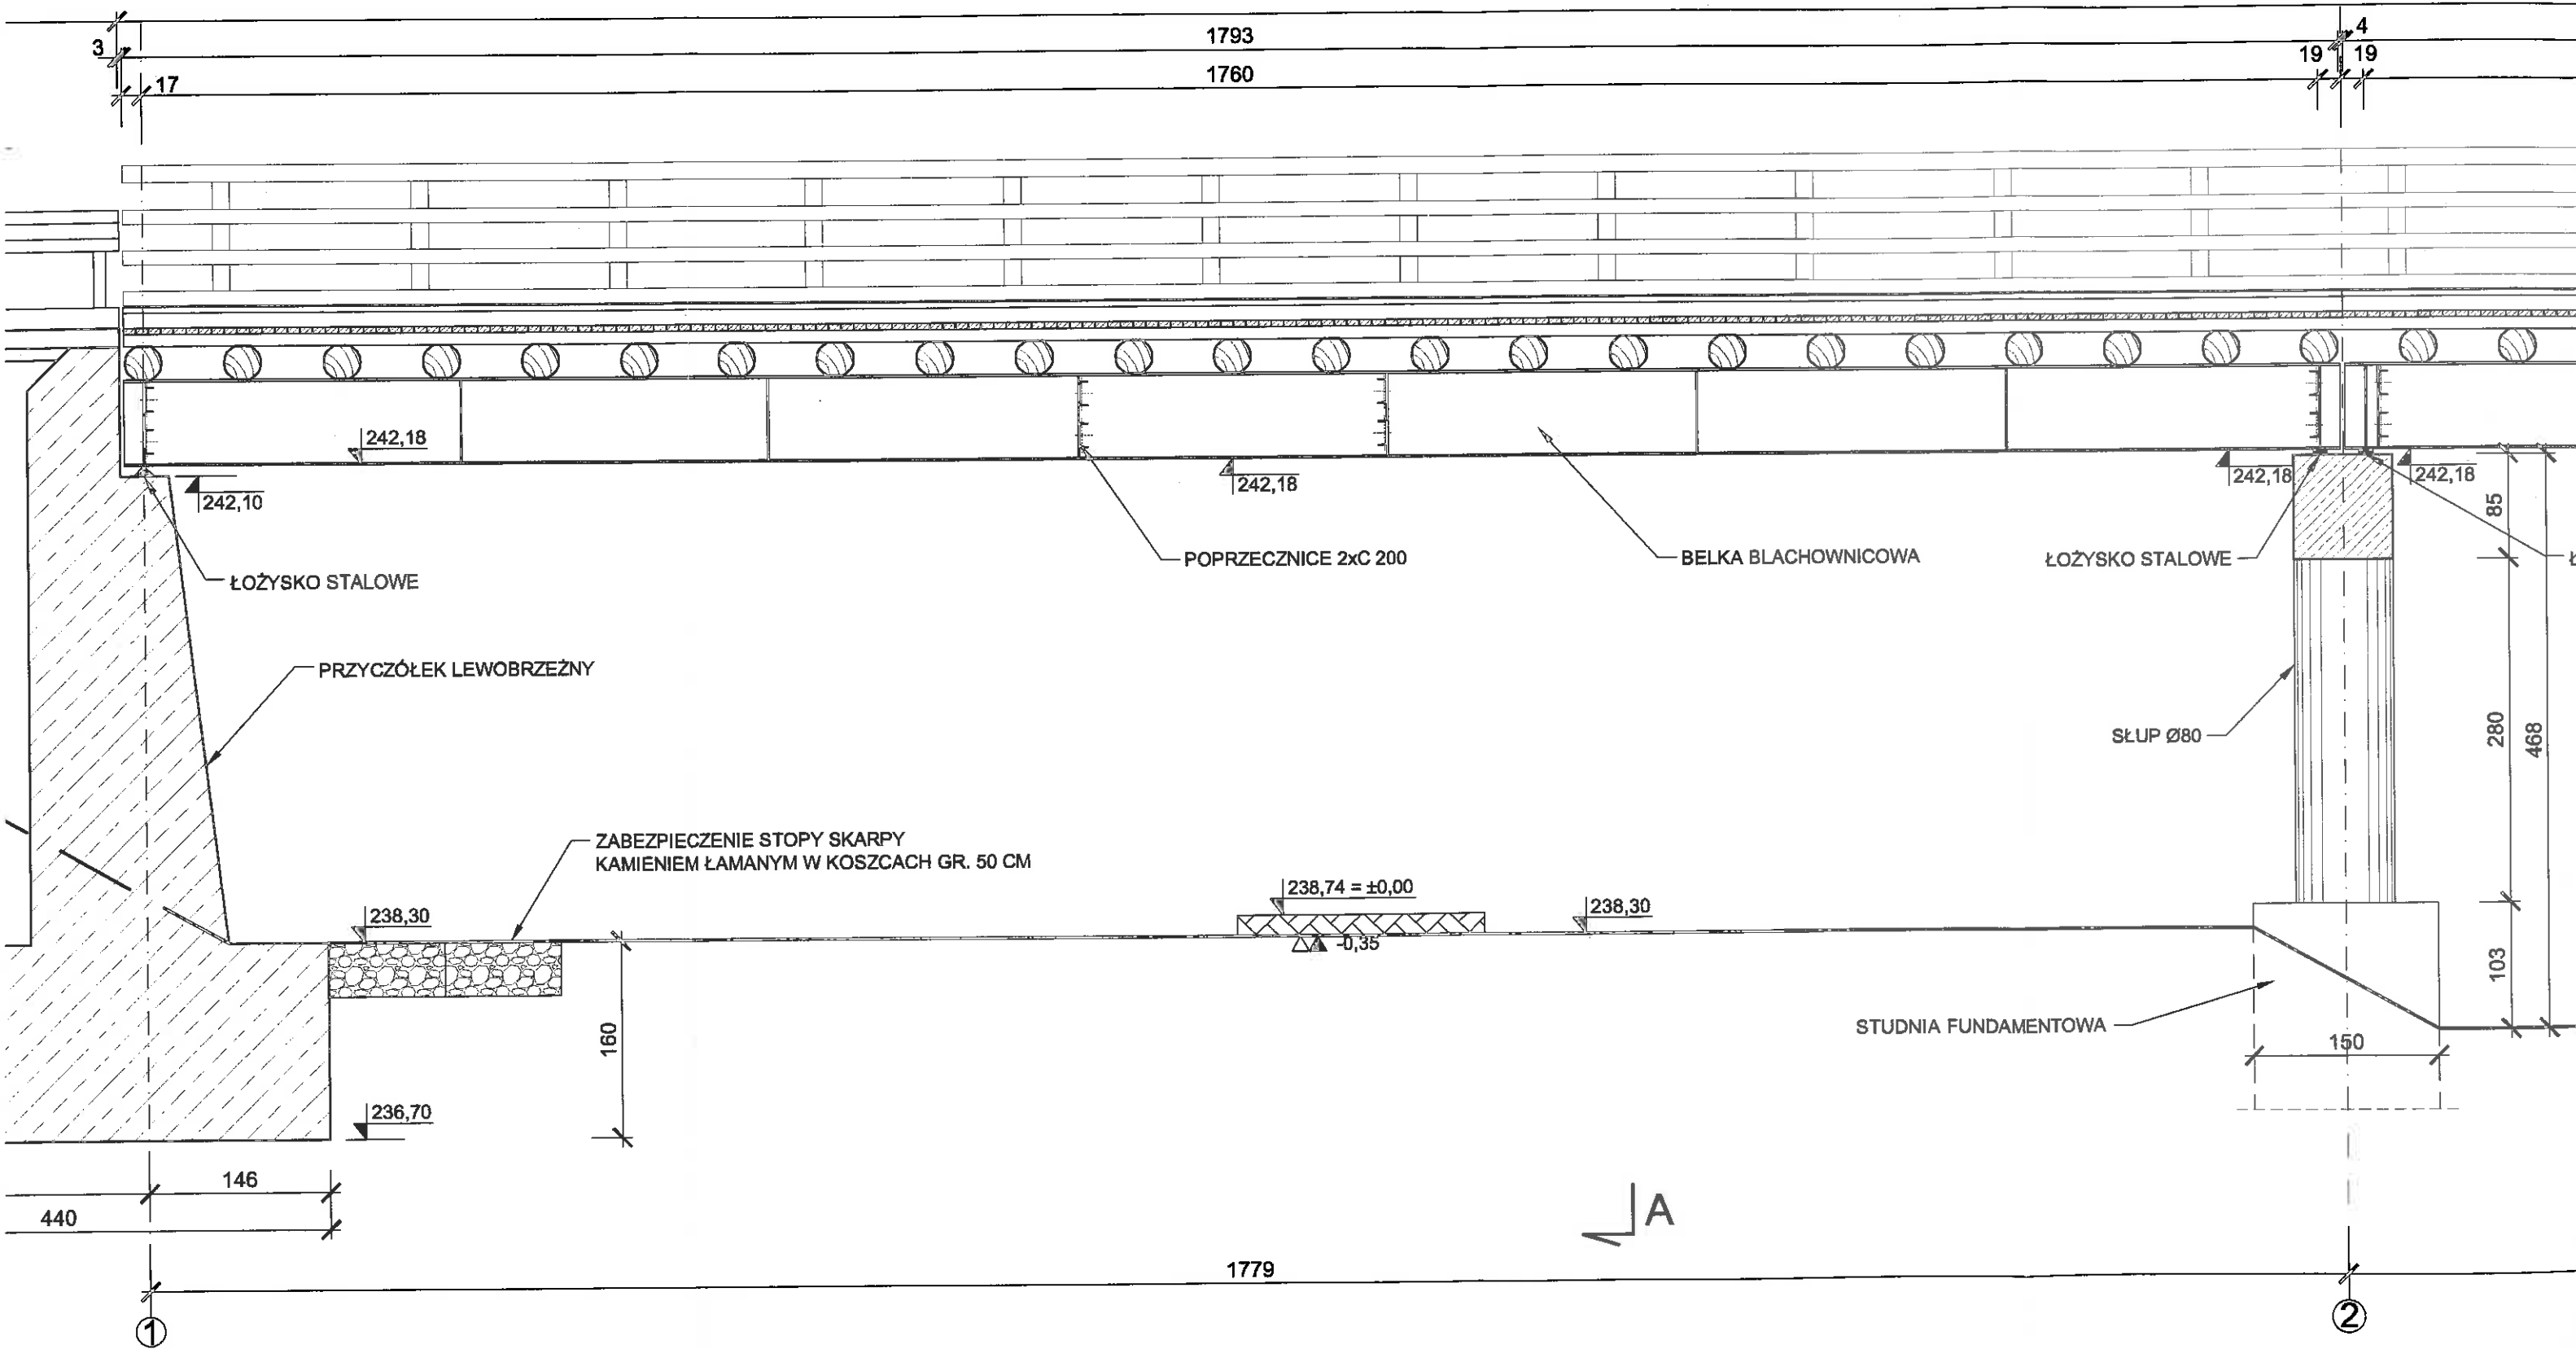 1793
3
4
1760
17
19
19
242,18
242,10
242,18
242,18
242,18
85
ŁOŻYSKO STALOWE
POPRZECZNICE 2xC 200
BELKA BLACHOWNICOWA
ŁOŻYSKO STALOWE
PRZYCZÓŁEK LEWOBRZEŻNY
SŁUP Ø80
280
468
ZABEZPIECZENIE STOPY SKARPY
KAMIENIEM ŁAMANYM W KOSZCACH GR. 50 CM
238,74 = ±0,00
238,30
238,30
-0,35
103
STUDNIA FUNDAMENTOWA
150
160
236,70
146
440
A
1779
1
2